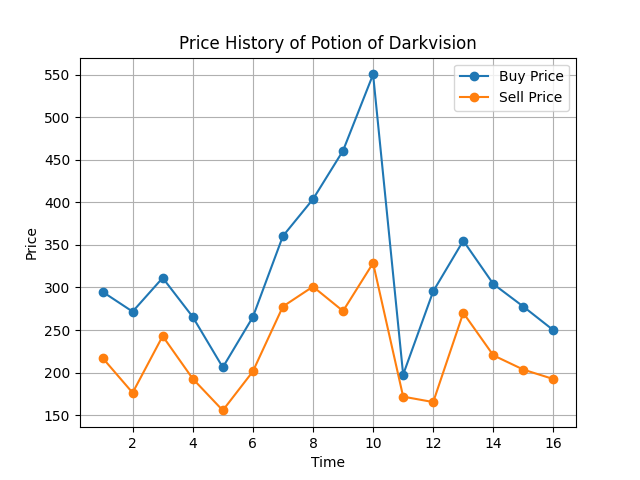 Price History of Potion of Darkvision
Buy Price
Sell Price
550
500
450
400
350
300
250
200
150
Price
2 4 6 8 10 12 14 16
Time